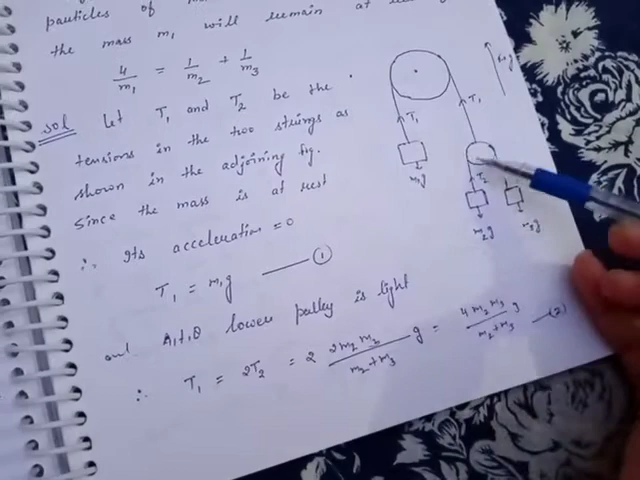 particles of
the mass m₁ will remain at
4/m₁ = 1/m₂ + 1/m₃
Sol Let T₁ and T₂ be the
tensions in the two strings as
shown in the adjoining fig.
Since the mass is at rest
∴ Its acceleration = 0
T₁ = m₁g —— ①
and A,t,Q lower pulley is light
∴ T₁ = 2T₂ = 2 2m₂m₃/m₂+m₃ g = 4m₂m₃/m₂+m₃ g —(2)
T₁
T₁
m₁g
T₂
m₂g
m₃g